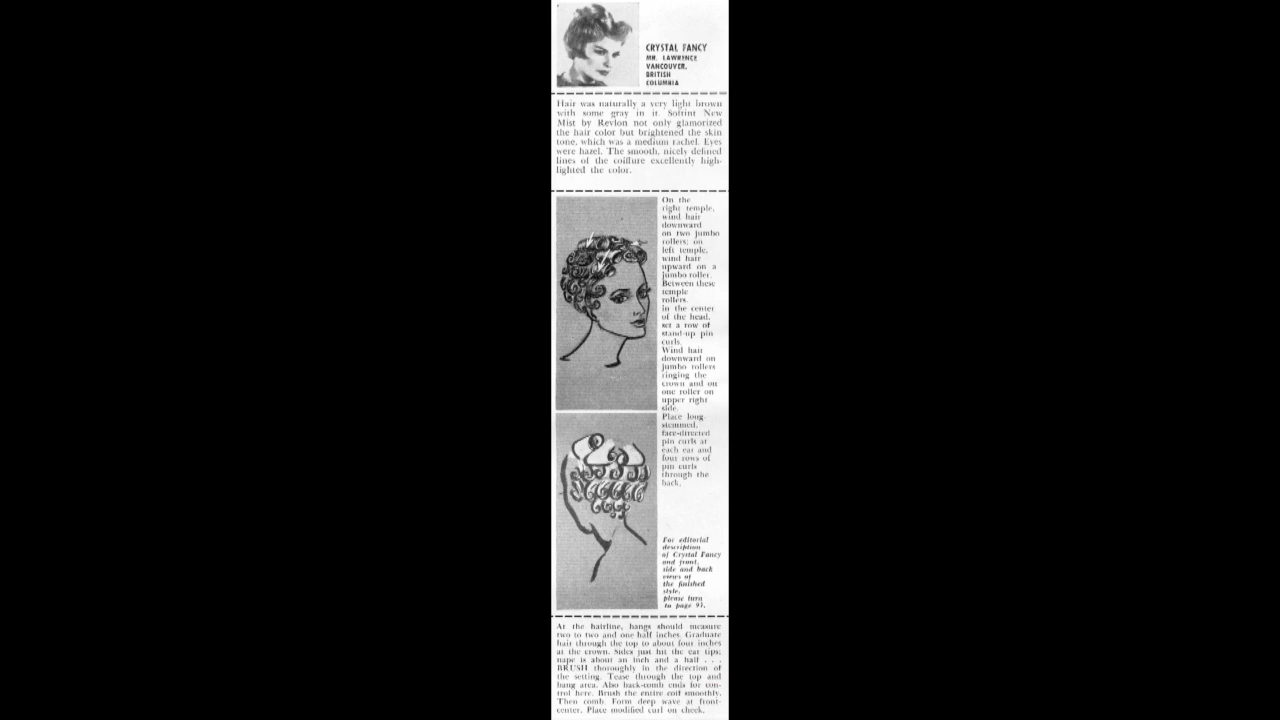 CRYSTAL FANCY
MR. LAWRENCE
VANCOUVER,
BRITISH
COLUMBIA
Hair was naturally a very light brown
with some gray in it. Softint New
Mist by Revlon not only glamorized
the hair color but brightened the skin
tone, which was a medium rachel. Eyes
were hazel. The smooth, nicely defined
lines of the coiffure excellently high-
lighted the color.
On the
right temple,
wind hair
downward
on two jumbo
rollers; on
left temple,
wind hair
upward on a
jumbo roller.
Between these
temple
rollers,
in the center
of the head,
set a row of
stand-up pin
curls.
Wind hair
downward on
jumbo rollers
ringing the
crown and on
one roller on
upper right
side.
Place long-
stemmed,
face-directed
pin curls at
each ear and
four rows of
pin curls
through the
back.
For editorial
description
of Crystal Fancy
and front,
side and back
views of
the finished
style,
please turn
to page 97.
At the hairline, bangs should measure
two to two and one half inches. Graduate
hair through the top to about four inches
at the crown. Sides just hit the ear tips;
nape is about an inch and a half . . .
BRUSH thoroughly in the direction of
the setting. Tease through the top and
bang area. Also back-comb ends for con-
trol here. Brush the entire coif smoothly.
Then comb. Form deep wave at front-
center. Place modified curl on cheek.